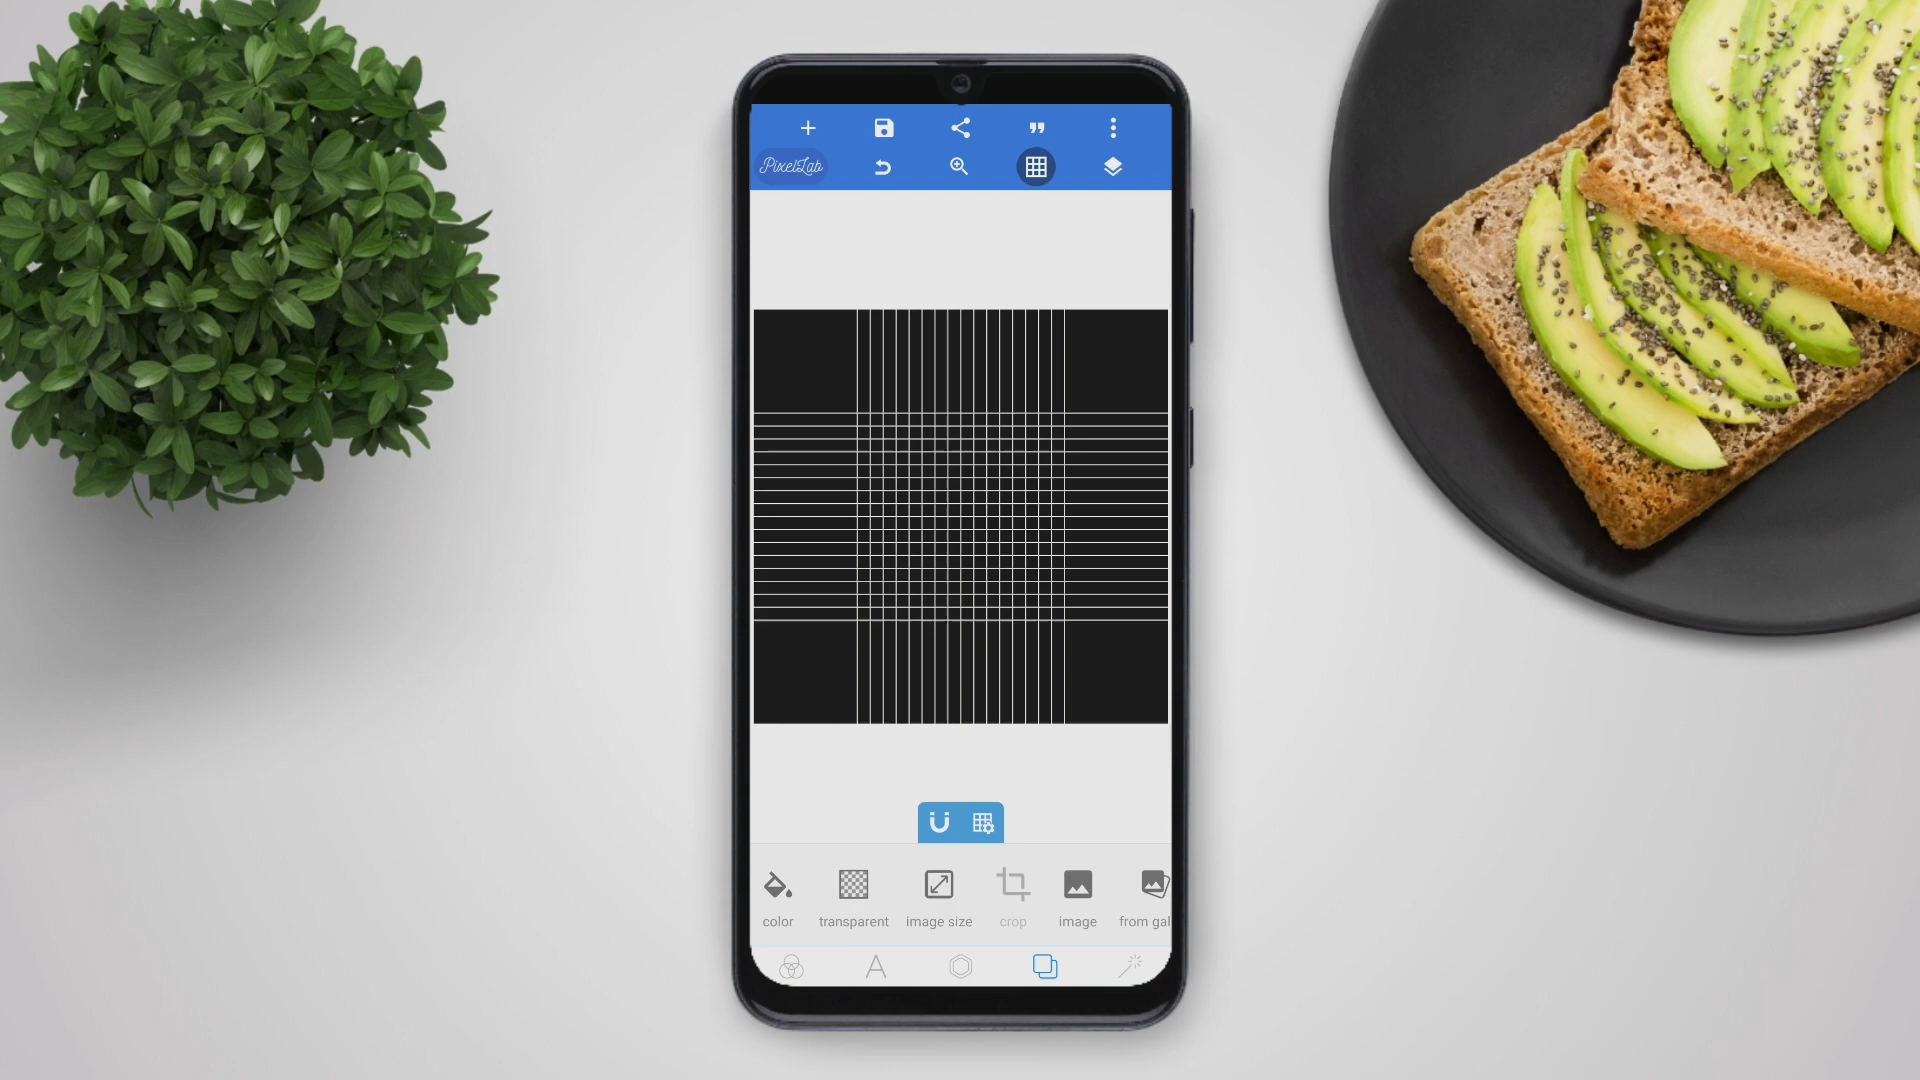 PixelLab
color
transparent
image size
crop
image
from gal